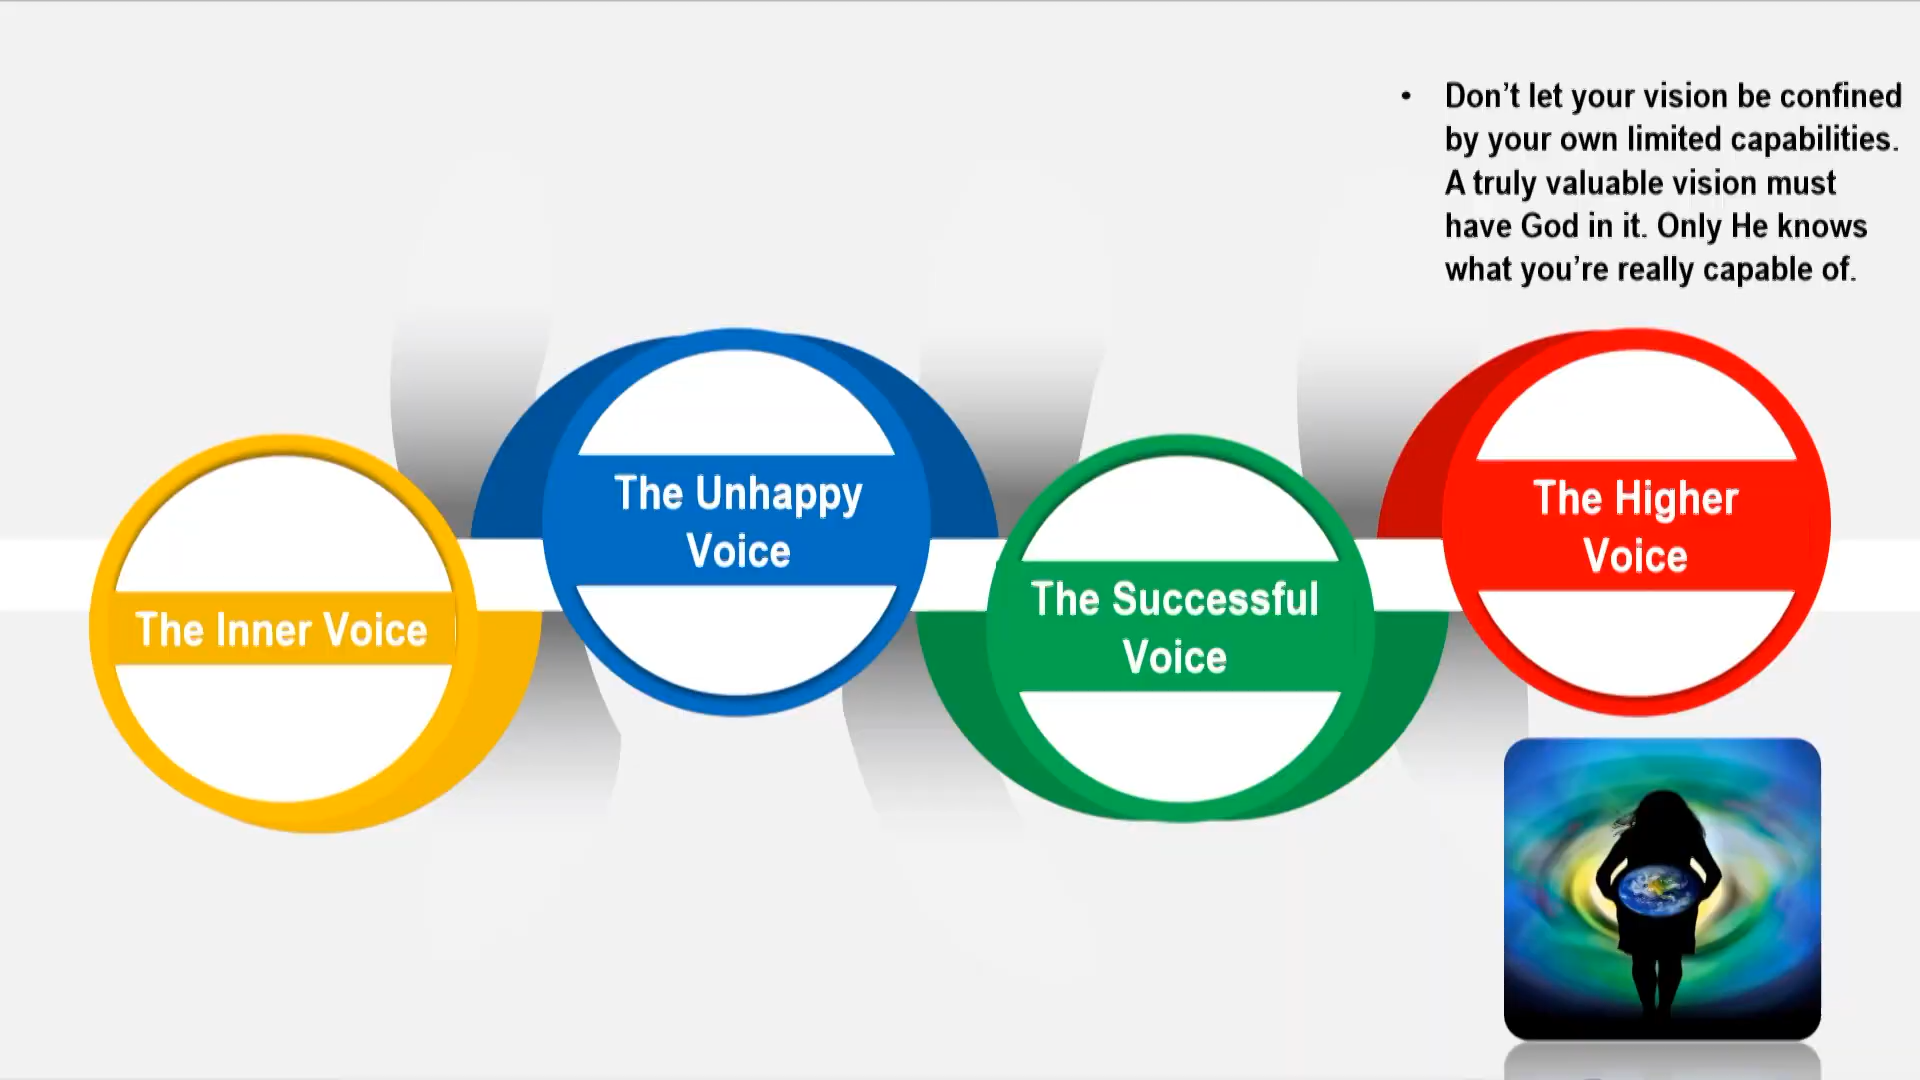 • Don’t let your vision be confined
by your own limited capabilities.
A truly valuable vision must
have God in it. Only He knows
what you’re really capable of.
The Inner Voice
The Unhappy
Voice
The Successful
Voice
The Higher
Voice